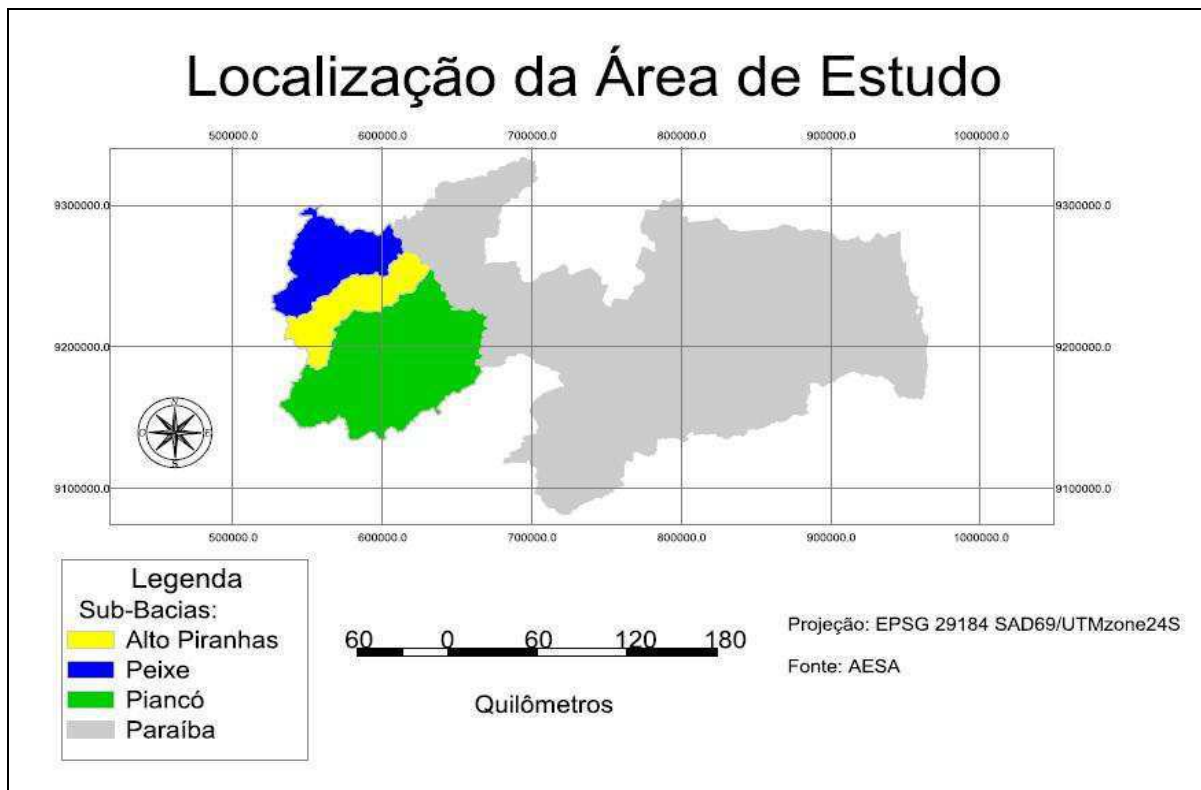 Localização da Área de Estudo
500000.0 600000.0 700000.0 800000.0 900000.0 1000000.0
9300000.0 9300000.0
9200000.0 9200000.0
N
O E
S
9100000.0 9100000.0
500000.0 600000.0 700000.0 800000.0 900000.0 1000000.0
Legenda
Sub-Bacias:
Alto Piranhas
Peixe
Piancó
Paraíba
60 0 60 120 180
Quilômetros
Projeção: EPSG 29184 SAD69/UTMzone24S
Fonte: AESA